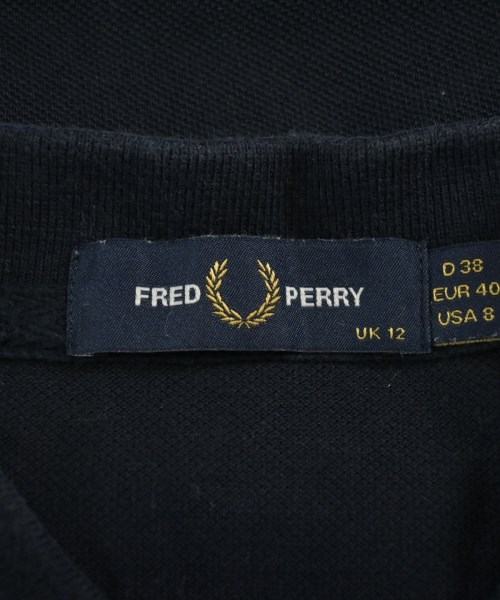 FRED PERRY
UK 12
D 38
EUR 40
USA 8